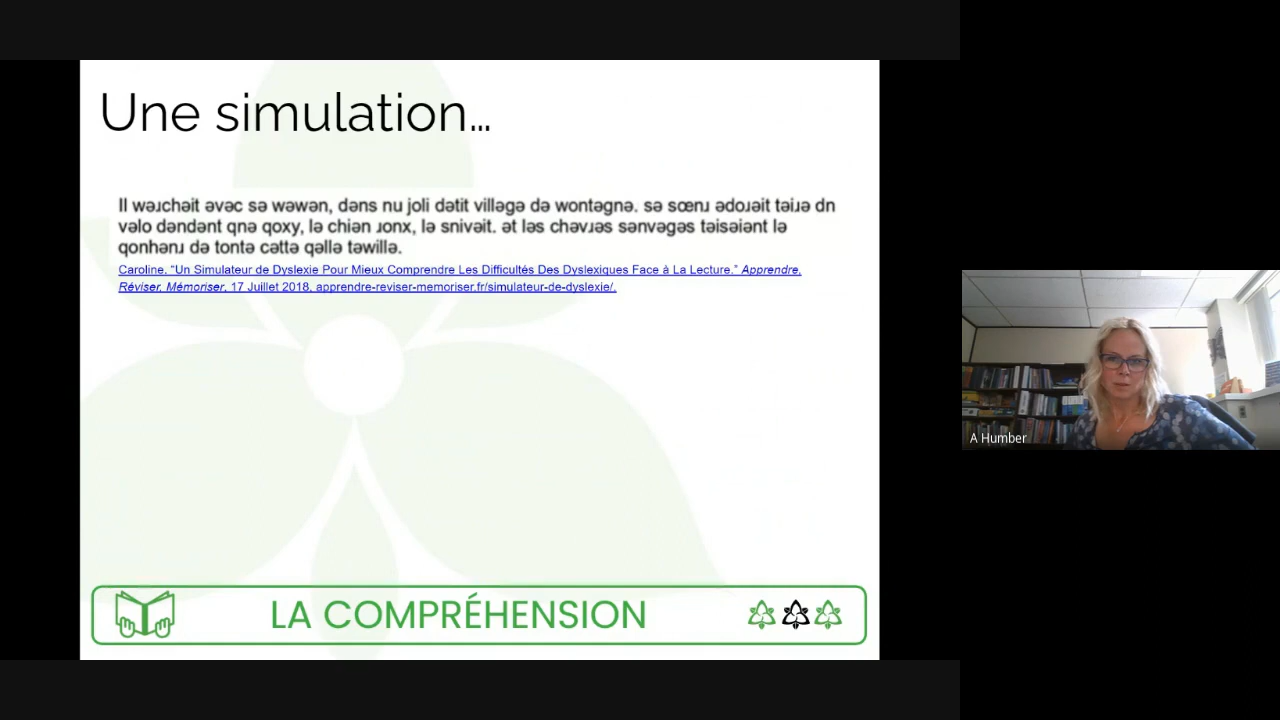 Une simulation...
Il wəɹchəit əvəc sə wəwən, dəns nu joli dətit villəgə də wontəgnə. sə sœnɹ ədoɹəit təiɹə dn
vəlo dəndənt qnə qoxy, lə chiən ɹonx, lə snivəit. ət ləs chəvɹəs sənvəgəs təisəiənt lə
qonhənɹ də tontə cəttə qəllə təwillə.
Caroline. “Un Simulateur de Dyslexie Pour Mieux Comprendre Les Difficultés Des Dyslexiques Face à La Lecture.” Apprendre,
Réviser, Mémoriser, 17 Juillet 2018, apprendre-reviser-memoriser.fr/simulateur-de-dyslexie/.
LA COMPRÉHENSION
A Humber